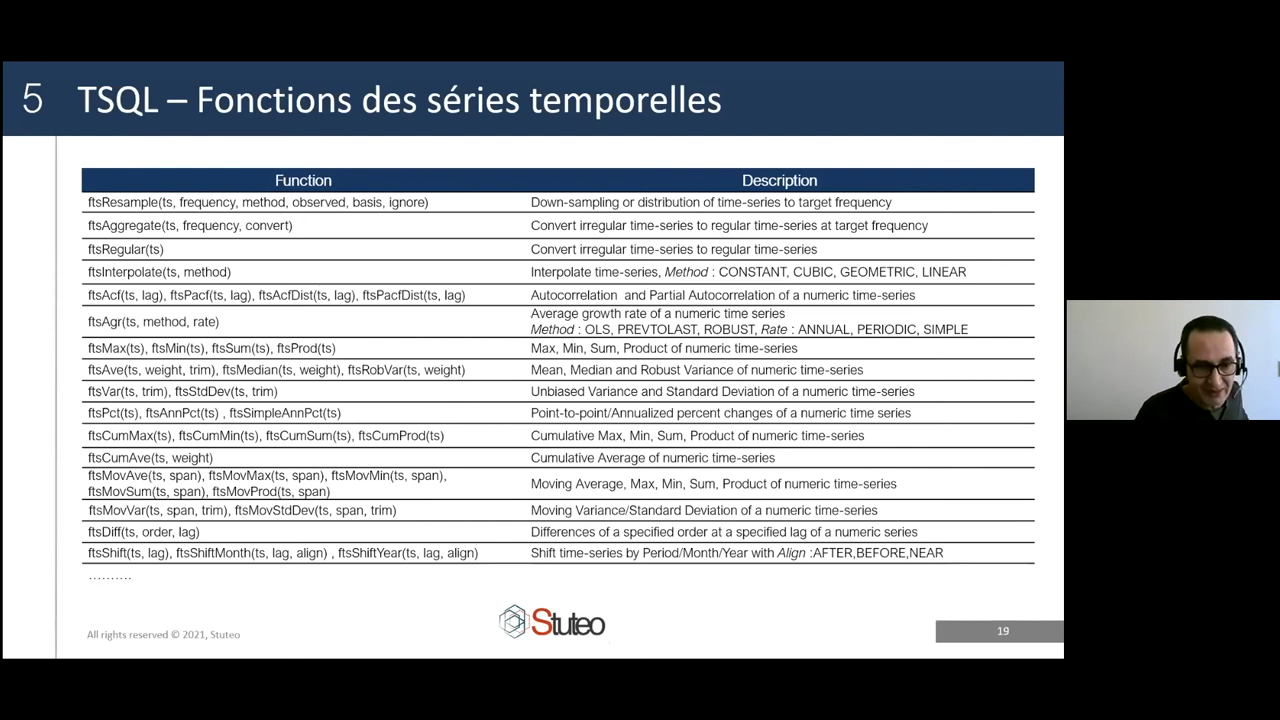 5 TSQL – Fonctions des séries temporelles
Function Description
ftsResample(ts, frequency, method, observed, basis, ignore) Down-sampling or distribution of time-series to target frequency
ftsAggregate(ts, frequency, convert) Convert irregular time-series to regular time-series at target frequency
ftsRegular(ts) Convert irregular time-series to regular time-series
ftsInterpolate(ts, method) Interpolate time-series, Method : CONSTANT, CUBIC, GEOMETRIC, LINEAR
ftsAcf(ts, lag), ftsPacf(ts, lag), ftsAcfDist(ts, lag), ftsPacfDist(ts, lag) Autocorrelation and Partial Autocorrelation of a numeric time-series
ftsAgr(ts, method, rate) Average growth rate of a numeric time series
Method : OLS, PREVTOLAST, ROBUST, Rate : ANNUAL, PERIODIC, SIMPLE
ftsMax(ts), ftsMin(ts), ftsSum(ts), ftsProd(ts) Max, Min, Sum, Product of numeric time-series
ftsAve(ts, weight, trim), ftsMedian(ts, weight), ftsRobVar(ts, weight) Mean, Median and Robust Variance of numeric time-series
ftsVar(ts, trim), ftsStdDev(ts, trim) Unbiased Variance and Standard Deviation of a numeric time-series
ftsPct(ts), ftsAnnPct(ts) , ftsSimpleAnnPct(ts) Point-to-point/Annualized percent changes of a numeric time series
ftsCumMax(ts), ftsCumMin(ts), ftsCumSum(ts), ftsCumProd(ts) Cumulative Max, Min, Sum, Product of numeric time-series
ftsCumAve(ts, weight) Cumulative Average of numeric time-series
ftsMovAve(ts, span), ftsMovMax(ts, span), ftsMovMin(ts, span),
ftsMovSum(ts, span), ftsMovProd(ts, span) Moving Average, Max, Min, Sum, Product of numeric time-series
ftsMovVar(ts, span, trim), ftsMovStdDev(ts, span, trim) Moving Variance/Standard Deviation of a numeric time-series
ftsDiff(ts, order, lag) Differences of a specified order at a specified lag of a numeric series
ftsShift(ts, lag), ftsShiftMonth(ts, lag, align) , ftsShiftYear(ts, lag, align) Shift time-series by Period/Month/Year with Align :AFTER,BEFORE,NEAR
..........
All rights reserved © 2021, Stuteo
Stuteo
19